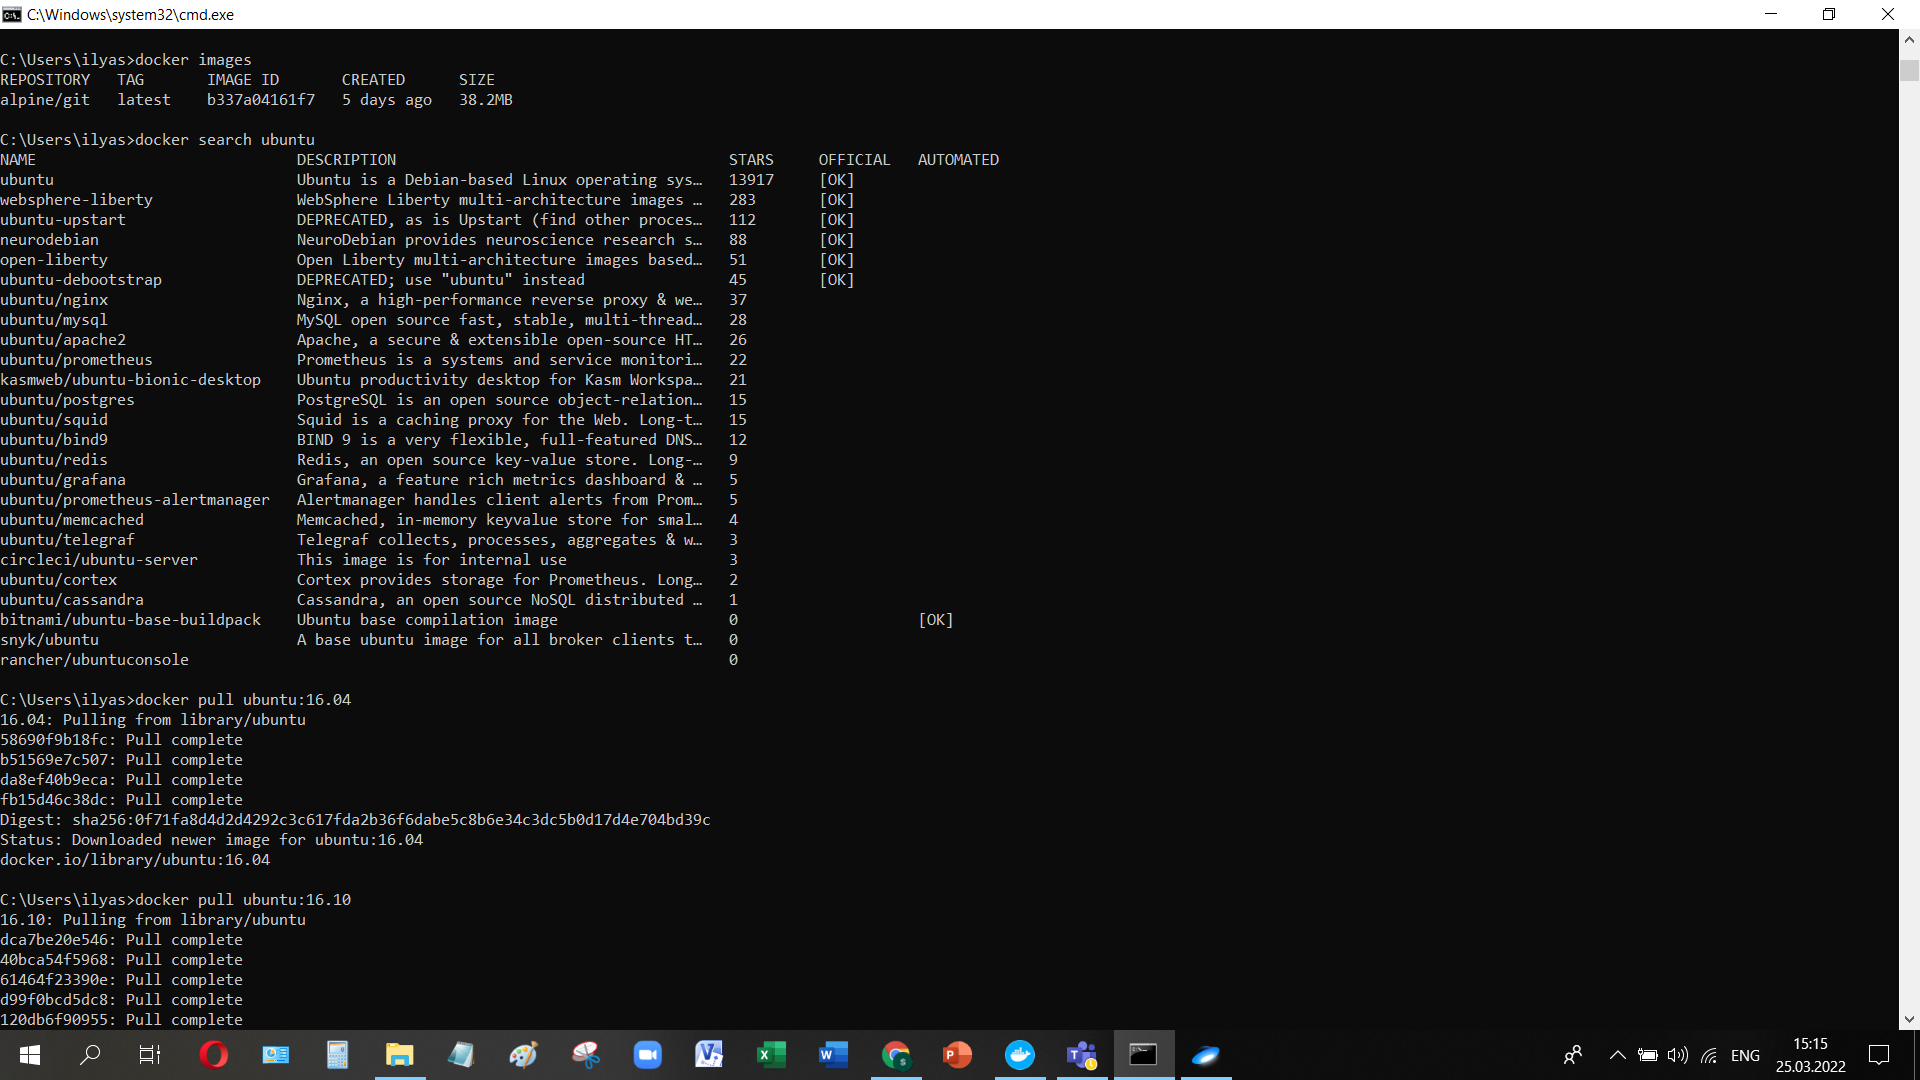 C:\Windows\system32\cmd.exe
C:\Users\ilyas>docker images
REPOSITORY   TAG       IMAGE ID       CREATED      SIZE
alpine/git   latest    b337a04161f7   5 days ago   38.2MB
C:\Users\ilyas>docker search ubuntu
NAME                             DESCRIPTION                                     STARS     OFFICIAL   AUTOMATED
ubuntu                           Ubuntu is a Debian-based Linux operating sys…   13917     [OK]
websphere-liberty                WebSphere Liberty multi-architecture images …   283       [OK]
ubuntu-upstart                   DEPRECATED, as is Upstart (find other proces…   112       [OK]
neurodebian                      NeuroDebian provides neuroscience research s…   88        [OK]
open-liberty                     Open Liberty multi-architecture images based…   51        [OK]
ubuntu-debootstrap               DEPRECATED; use "ubuntu" instead                45        [OK]
ubuntu/nginx                     Nginx, a high-performance reverse proxy & we…   37
ubuntu/mysql                     MySQL open source fast, stable, multi-thread…   28
ubuntu/apache2                   Apache, a secure & extensible open-source HT…   26
ubuntu/prometheus                Prometheus is a systems and service monitori…   22
kasmweb/ubuntu-bionic-desktop    Ubuntu productivity desktop for Kasm Workspa…   21
ubuntu/postgres                  PostgreSQL is an open source object-relation…   15
ubuntu/squid                     Squid is a caching proxy for the Web. Long-t…   15
ubuntu/bind9                     BIND 9 is a very flexible, full-featured DNS…   12
ubuntu/redis                     Redis, an open source key-value store. Long-…   9
ubuntu/grafana                   Grafana, a feature rich metrics dashboard & …   5
ubuntu/prometheus-alertmanager   Alertmanager handles client alerts from Prom…   5
ubuntu/memcached                 Memcached, in-memory keyvalue store for smal…   4
ubuntu/telegraf                  Telegraf collects, processes, aggregates & w…   3
circleci/ubuntu-server           This image is for internal use                  3
ubuntu/cortex                    Cortex provides storage for Prometheus. Long…   2
ubuntu/cassandra                 Cassandra, an open source NoSQL distributed …   1
bitnami/ubuntu-base-buildpack    Ubuntu base compilation image                   0                    [OK]
snyk/ubuntu                      A base ubuntu image for all broker clients t…   0
rancher/ubuntuconsole                                                            0
C:\Users\ilyas>docker pull ubuntu:16.04
16.04: Pulling from library/ubuntu
58690f9b18fc: Pull complete
b51569e7c507: Pull complete
da8ef40b9eca: Pull complete
fb15d46c38dc: Pull complete
Digest: sha256:0f71fa8d4d2d4292c3c617fda2b36f6dabe5c8b6e34c3dc5b0d17d4e704bd39c
Status: Downloaded newer image for ubuntu:16.04
docker.io/library/ubuntu:16.04
C:\Users\ilyas>docker pull ubuntu:16.10
16.10: Pulling from library/ubuntu
dca7be20e546: Pull complete
40bca54f5968: Pull complete
61464f23390e: Pull complete
d99f0bcd5dc8: Pull complete
120db6f90955: Pull complete
ENG
15:15
25.03.2022